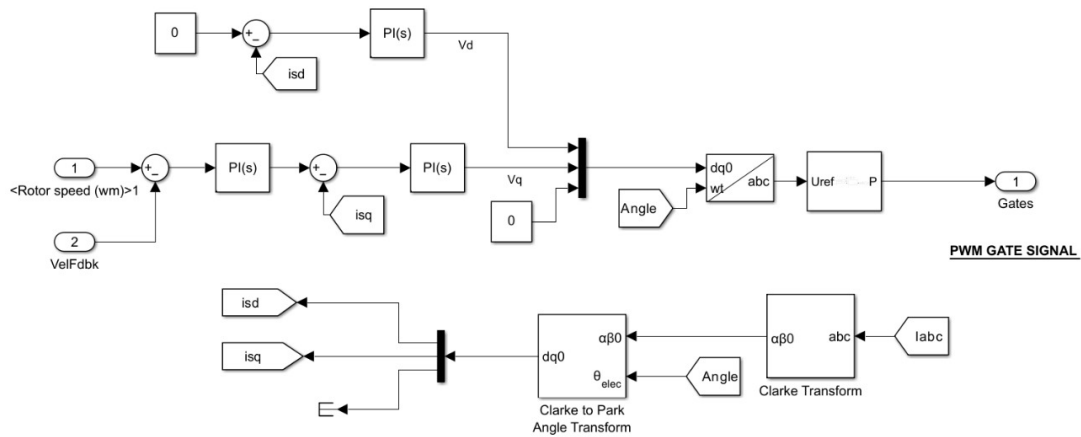 0
+
_
PI(s)
Vd
isd
1
<Rotor speed (wm)>1
+
_
PI(s)
+
_
PI(s)
Vq
isq
2
VelFdbk
0
Angle
dq0
wt
abc
Uref
P
1
Gates
PWM GATE SIGNAL
isd
isq
dq0
αβ0
θelec
Clarke to Park
Angle Transform
Angle
αβ0
abc
Clarke Transform
Iabc